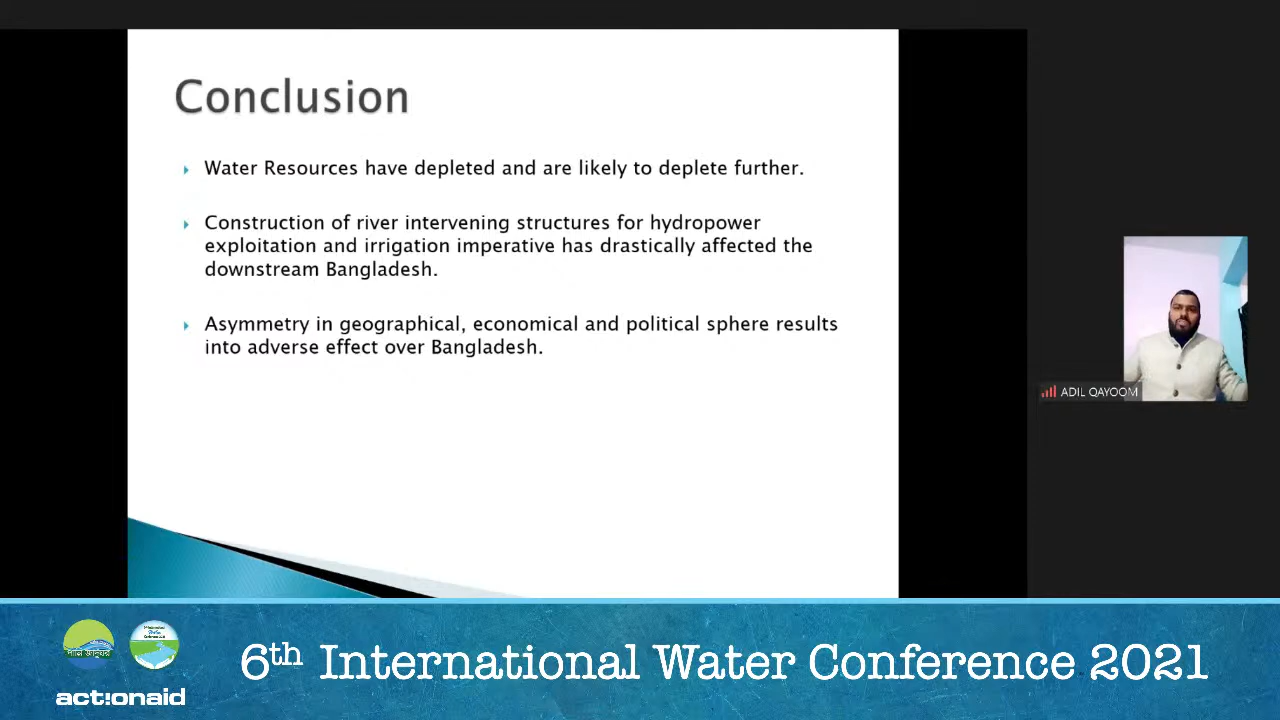 Conclusion
Water Resources have depleted and are likely to deplete further.
Construction of river intervening structures for hydropower
exploitation and irrigation imperative has drastically affected the
downstream Bangladesh.
Asymmetry in geographical, economical and political sphere results
into adverse effect over Bangladesh.
ADIL QAYOOM
পানি জাদুঘর
act:onaid
6th International Water Conference 2021